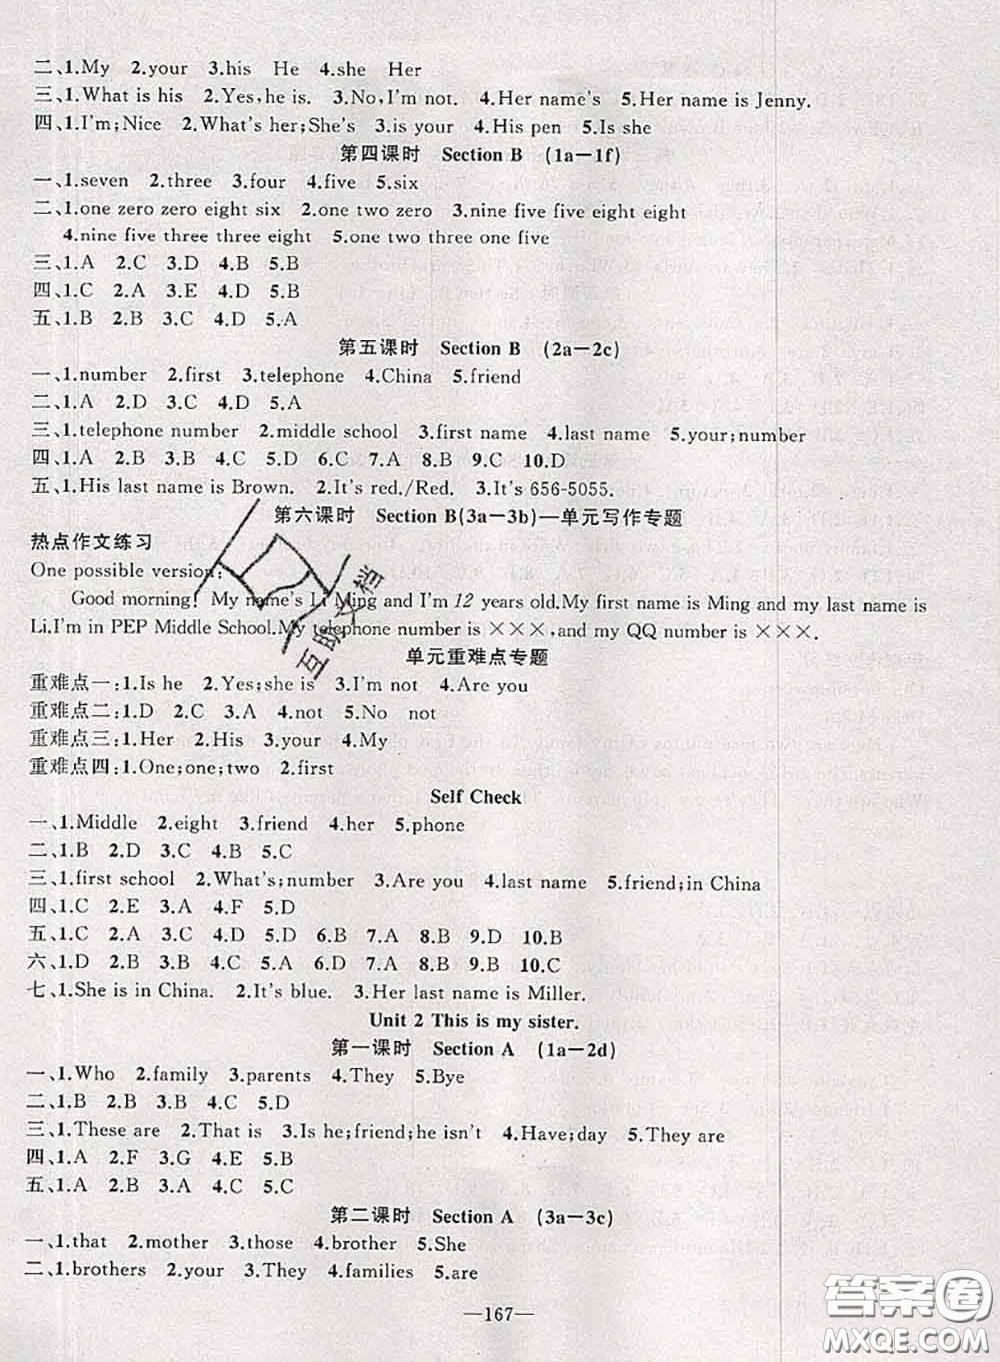 二、1.My 2.your 3.his He 4.she Her
三、1.What is his 2.Yes,he is. 3.No,I'm not. 4.Her name's 5.Her name is Jenny.
四、1.I'm;Nice 2.What's her;She's 3.is your 4.His pen 5.Is she
第四课时 Section B (1a—1f)
一、1.seven 2.three 3.four 4.five 5.six
二、1.one zero zero eight six 2.one two zero 3.nine five five eight eight
4.nine five three three eight 5.one two three one five
三、1.A 2.C 3.D 4.B 5.B
四、1.C 2.A 3.E 4.D 5.B
五、1.B 2.B 3.C 4.D 5.A
第五课时 Section B (2a—2c)
一、1.number 2.first 3.telephone 4.China 5.friend
二、1.A 2.D 3.C 4.D 5.A
三、1.telephone number 2.middle school 3.first name 4.last name 5.your;number
四、1.A 2.D 3.B 4.C 5.D 6.C 7.A 8.B 9.C 10.D
五、1.His last name is Brown. 2.It's red./Red. 3.It's 656-5055.
第六课时 Section B(3a—3b)—单元写作专题
热点作文练习
One possible version:
Good morning! My name's Li Ming and I'm 12 years old.My first name is Ming and my last name is
Li.I'm in PEP Middle School.My telephone number is ×××,and my QQ number is ×××.
单元重难点专题
重难点一:1.Is he 2.Yes;she is 3.I'm not 4.Are you
重难点二:1.D 2.C 3.A 4.not 5.No not
重难点三:1.Her 2.His 3.your 4.My
重难点四:1.One;one;two 2.first
Self Check
一、1.Middle 2.eight 3.friend 4.her 5.phone
二、1.B 2.D 3.C 4.B 5.C
三、1.first school 2.What's;number 3.Are you 4.last name 5.friend;in China
四、1.C 2.E 3.A 4.F 5.D
五、1.C 2.A 3.C 4.D 5.D 6.B 7.A 8.B 9.D 10.B
六、1.D 2.B 3.B 4.C 5.A 6.D 7.A 8.C 9.B 10.C
七、1.She is in China. 2.It's blue. 3.Her last name is Miller.
Unit 2 This is my sister.
第一课时 Section A (1a—2d)
一、1.Who 2.family 3.parents 4.They 5.Bye
二、1.B 2.B 3.B 4.C 5.D
三、1.These are 2.That is 3.Is he;friend;he isn't 4.Have;day 5.They are
四、1.A 2.F 3.G 4.E 5.B
五、1.A 2.B 3.A 4.C 5.C
第二课时 Section A (3a—3c)
一、1.that 2.mother 3.those 4.brother 5.She
二、1.brothers 2.your 3.They 4.families 5.are
—167—
互助文档
答案圈
MXQE.COM